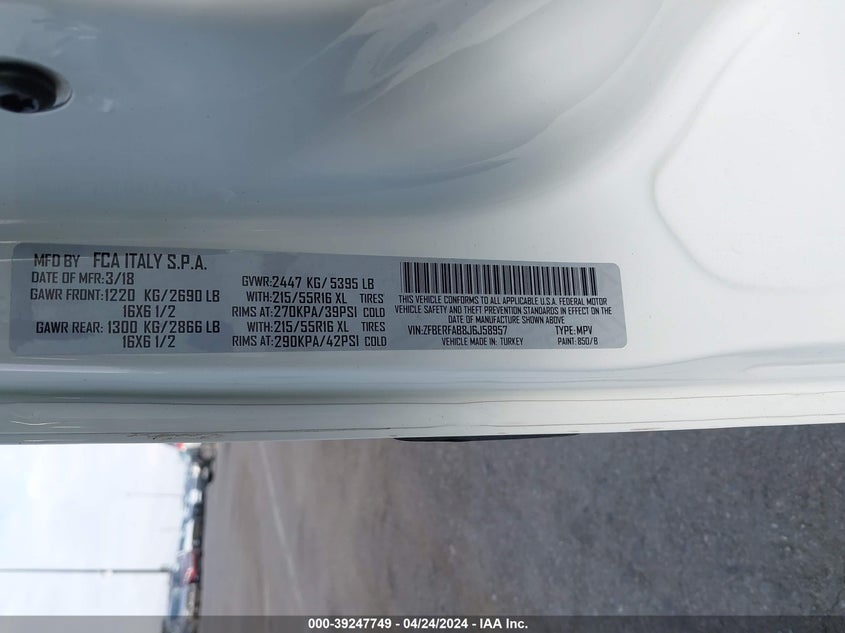 MFD BY FCA ITALY S.P.A.
DATE OF MFR:3/18 GVWR:2447 KG/5395 LB
GAWR FRONT:1220 KG/2690 LB WITH:215/55R16 XL TIRES
16X6 1/2 RIMS AT:270KPA/39PSI COLD
GAWR REAR:1300 KG/2866 LB WITH:215/55R16 XL TIRES
16X6 1/2 RIMS AT:290KPA/42PSI COLD
THIS VEHICLE CONFORMS TO ALL APPLICABLE U.S.A. FEDERAL MOTOR
VEHICLE SAFETY AND THEFT PREVENTION STANDARDS IN EFFECT ON THE
DATE OF MANUFACTURE SHOWN ABOVE.
VIN:ZFBERFAB8J6J58957 TYPE:MPV
VEHICLE MADE IN: TURKEY PAINT: 850/B
000-39247749 - 04/24/2024 - IAA Inc.